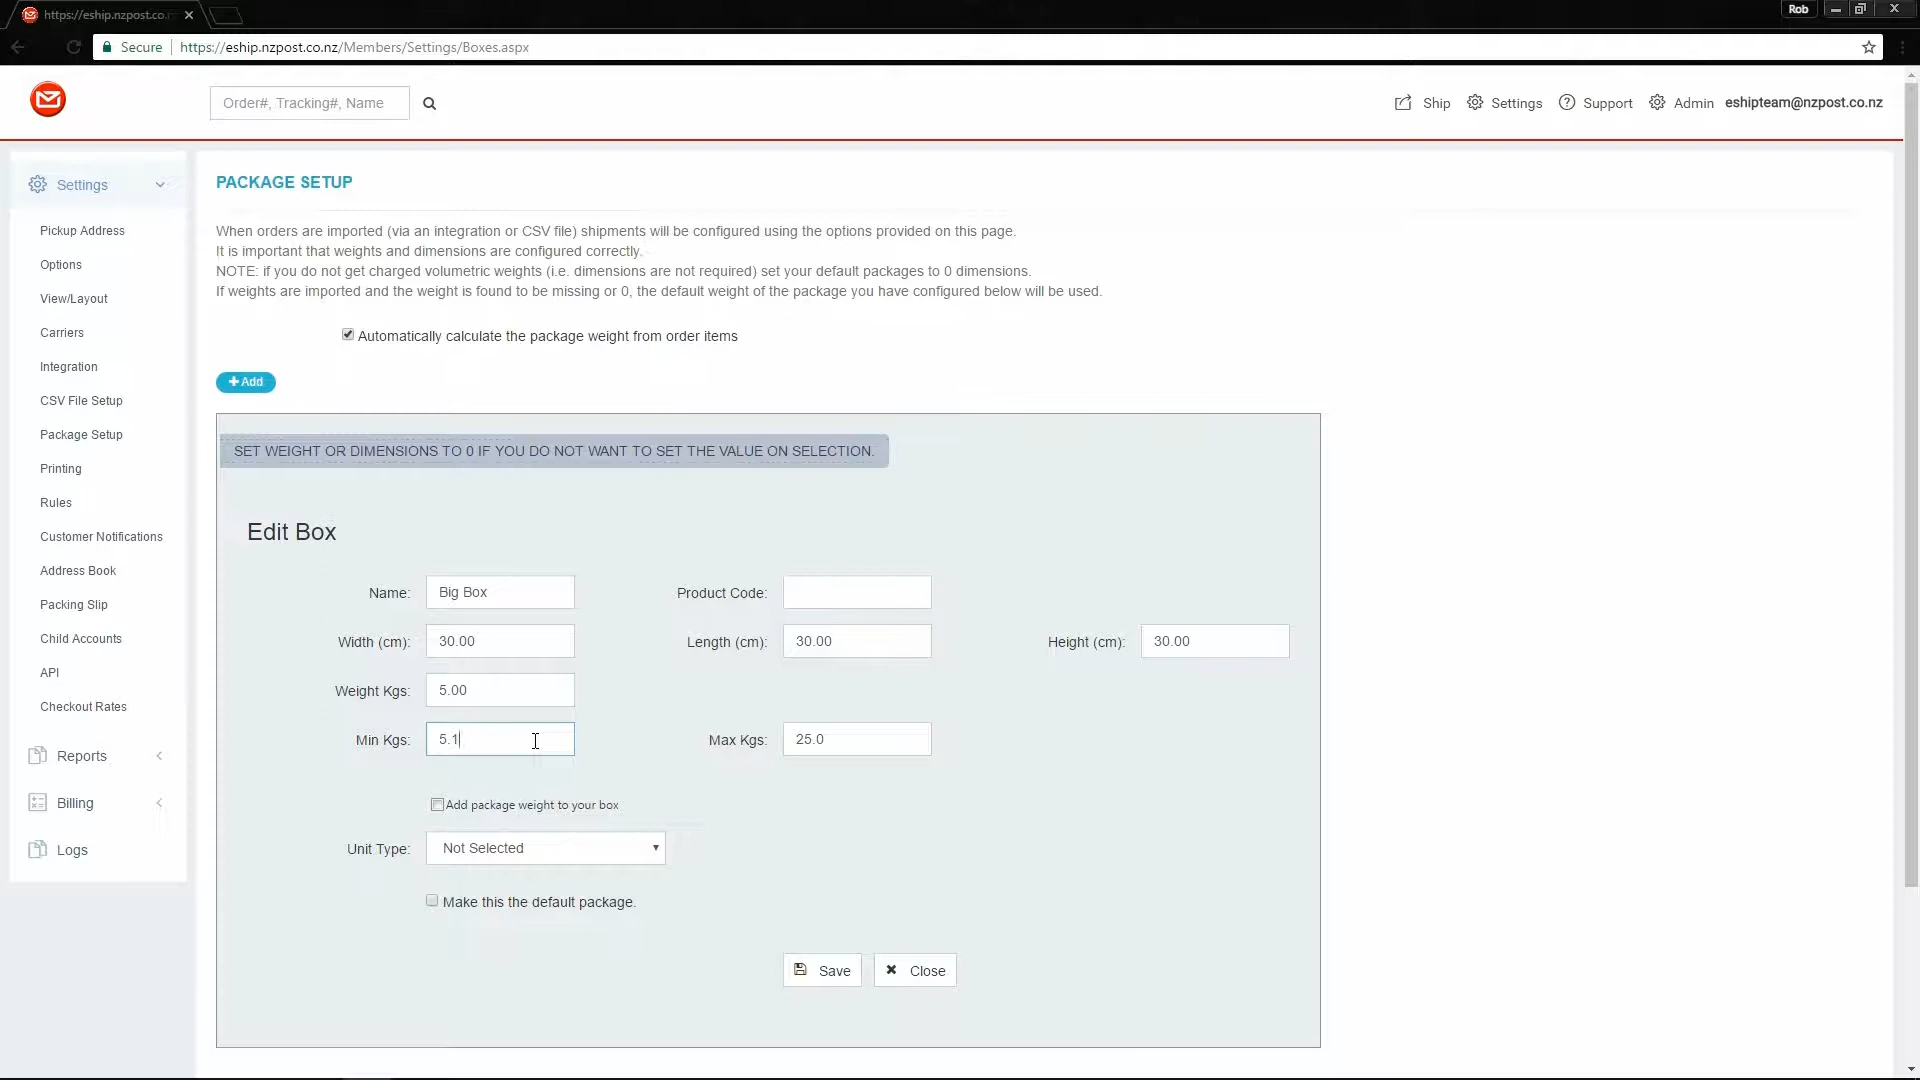 https://eship.nzpost.co.n
Rob
Secure
https://eship.nzpost.co.nz/Members/Settings/Boxes.aspx
Order#, Tracking#, Name
Ship
Settings
Support
Admin
eshipteam@nzpost.co.nz
Settings
Pickup Address
Options
View/Layout
Carriers
Integration
CSV File Setup
Package Setup
Printing
Rules
Customer Notifications
Address Book
Packing Slip
Child Accounts
API
Checkout Rates
Reports
Billing
Logs
PACKAGE SETUP
When orders are imported (via an integration or CSV file) shipments will be configured using the options provided on this page.
It is important that weights and dimensions are configured correctly.
NOTE: if you do not get charged volumetric weights (i.e. dimensions are not required) set your default packages to 0 dimensions.
If weights are imported and the weight is found to be missing or 0, the default weight of the package you have configured below will be used.
Automatically calculate the package weight from order items
+ Add
SET WEIGHT OR DIMENSIONS TO 0 IF YOU DO NOT WANT TO SET THE VALUE ON SELECTION.
Edit Box
Name: Big Box Product Code:
Width (cm): 30.00 Length (cm): 30.00 Height (cm): 30.00
Weight Kgs: 5.00
Min Kgs: 5.1 Max Kgs: 25.0
Add package weight to your box
Unit Type: Not Selected
Make this the default package.
Save Close